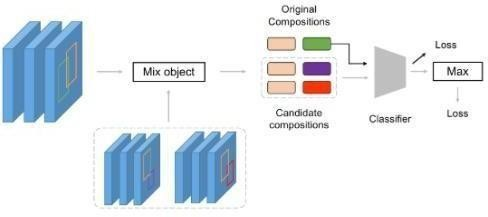 Original
Compositions
Mix object
Candidate
compositions
Classifier
Loss
Max
Loss